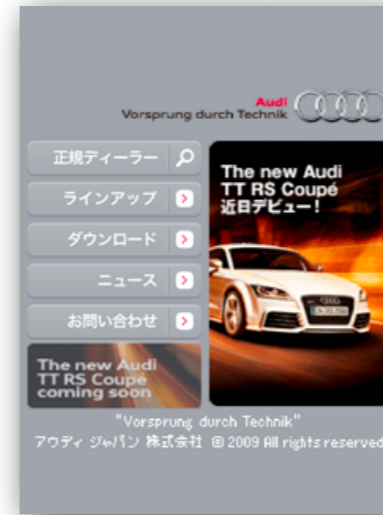 Audi
Vorsprung durch Technik
正規ディーラー
ラインアップ
ダウンロード
ニュース
お問い合わせ
The new Audi
TT RS Coupé
近日デビュー！
The new Audi
TT RS Coupé
coming soon
"Vorsprung durch Technik"
アウディ ジャパン 株式会社 © 2009 All rights reserved